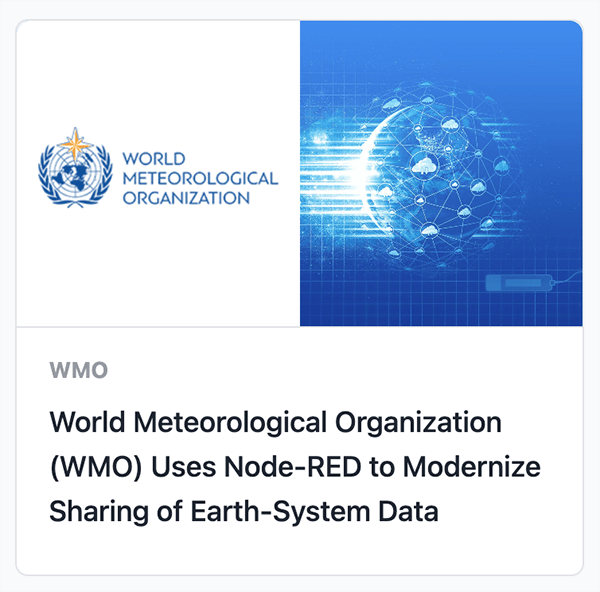 WORLD
METEOROLOGICAL
ORGANIZATION
WMO
World Meteorological Organization
(WMO) Uses Node-RED to Modernize
Sharing of Earth-System Data